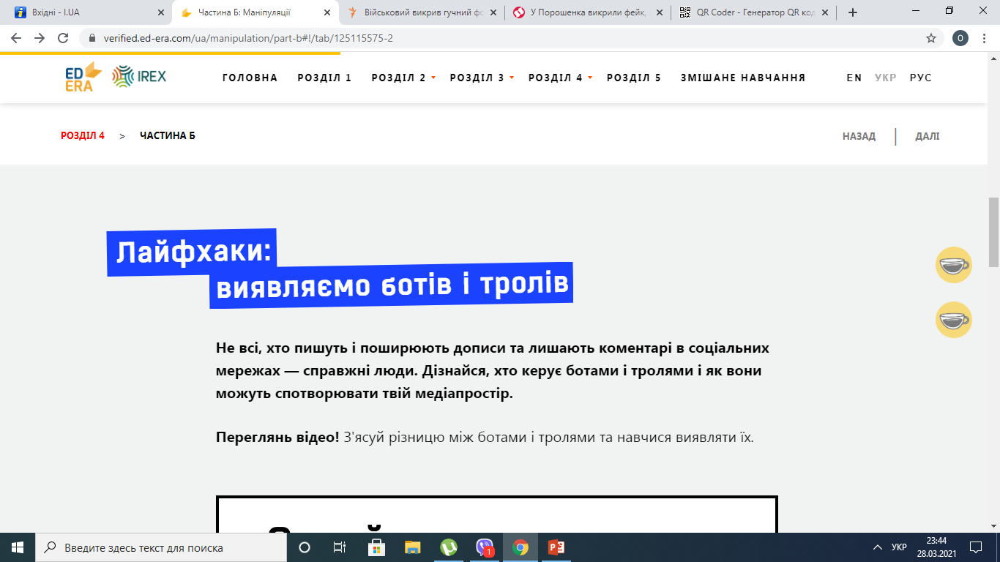 Вхідні - I.UA
Частина Б: Маніпуляції
Військовий викрив гучний фе
У Порошенка викрили фейк,
QR Coder - Генератор QR код
verified.ed-era.com/ua/manipulation/part-b#!/tab/125115575-2
О
ED
ERA
IREX
ГОЛОВНА
РОЗДІЛ 1
РОЗДІЛ 2
РОЗДІЛ 3
РОЗДІЛ 4
РОЗДІЛ 5
ЗМІШАНЕ НАВЧАННЯ
EN
УКР
РУС
РОЗДІЛ 4 > ЧАСТИНА Б
НАЗАД
ДАЛІ
Лайфхаки:
виявляємо ботів і тролів
Не всі, хто пишуть і поширюють дописи та лишають коментарі в соціальних
мережах — справжні люди. Дізнайся, хто керує ботами і тролями і як вони
можуть спотворювати твій медіапростір.
Переглянь відео! З'ясуй різницю між ботами і тролями та навчися виявляти їх.
Введите здесь текст для поиска
1
УКР
23:44
28.03.2021